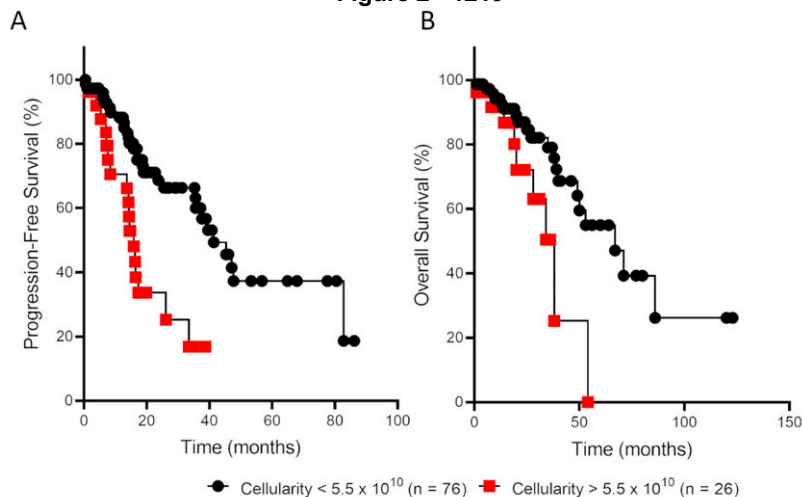 Figure 2
A
B
Progression-Free Survival (%)
100
80
60
40
20
0
0 20 40 60 80 100
Time (months)
Overall Survival (%)
100
80
60
40
20
0
0 50 100 150
Time (months)
Cellularity < 5.5 x 10¹⁰ (n = 76) Cellularity > 5.5 x 10¹⁰ (n = 26)